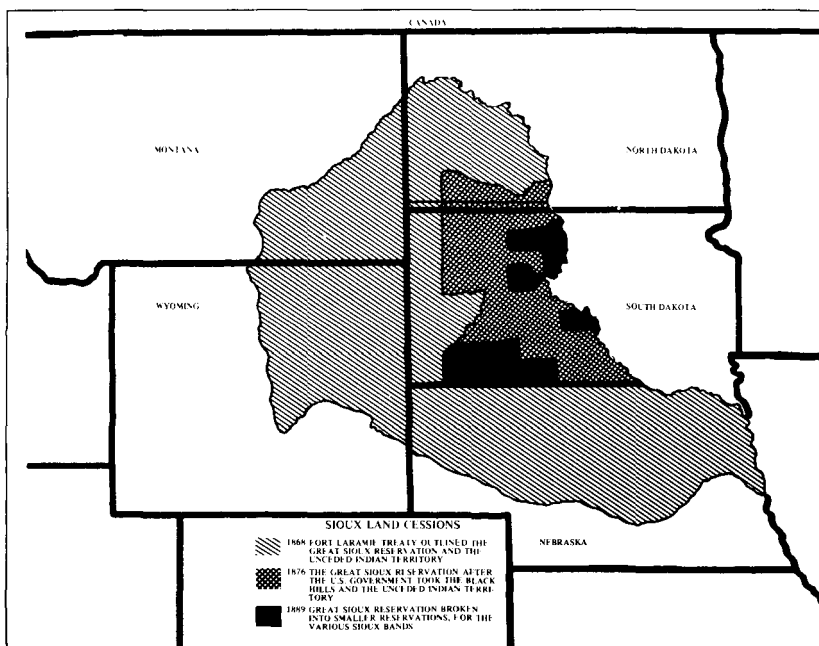 CANADA
MONTANA
NORTH DAKOTA
WYOMING
SOUTH DAKOTA
SIOUX LAND CESSIONS
1868 FORT LARAMIE TREATY OUTLINED THE
GREAT SIOUX RESERVATION AND THE
UNCEDED INDIAN TERRITORY
NEBRASKA
1876 THE GREAT SIOUX RESERVATION AFTER
THE U.S. GOVERNMENT TOOK THE BLACK
HILLS AND THE UNCEDED INDIAN TERRI-
TORY
1889 GREAT SIOUX RESERVATION BROKEN
INTO SMALLER RESERVATIONS, FOR THE
VARIOUS SIOUX BANDS